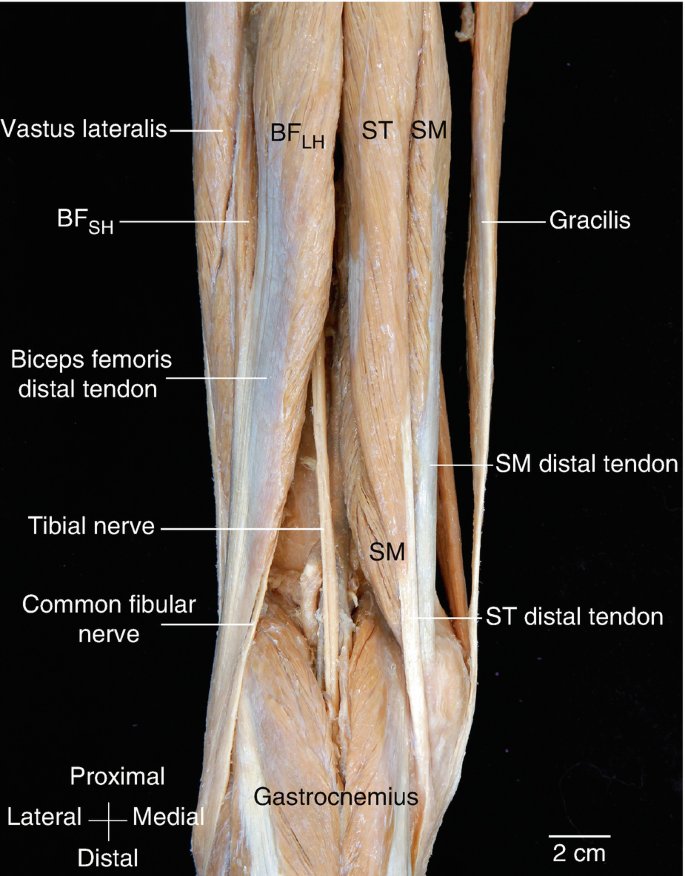 Vastus lateralis
BF_LH
ST
SM
BF_SH
Gracilis
Biceps femoris
distal tendon
SM distal tendon
Tibial nerve
SM
Common fibular
nerve
ST distal tendon
Proximal
Lateral
Medial
Distal
Gastrocnemius
2 cm